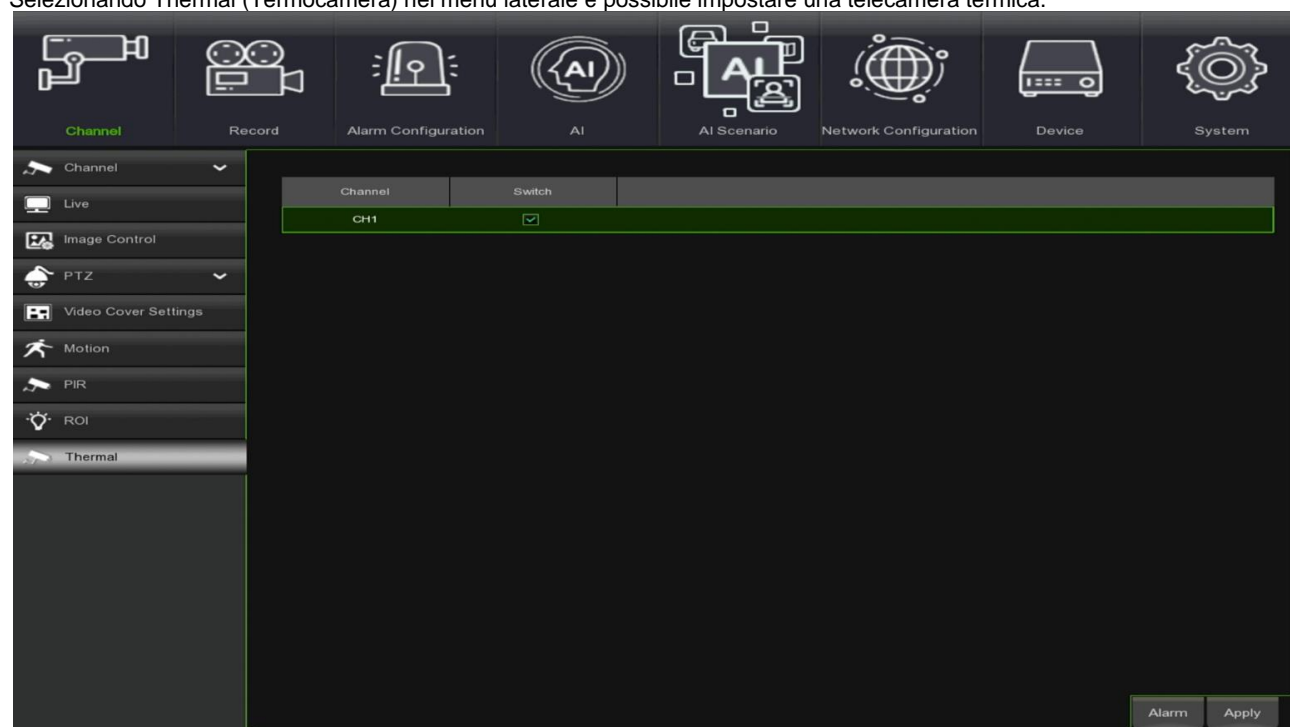 Selezionando Thermal (Termocamera) nel menu laterale è possibile impostare una telecamera termica.
AI
AI
Channel Record Alarm Configuration AI AI Scenario Network Configuration Device System
Channel
Live
Image Control
PTZ
Video Cover Settings
Motion
PIR
ROI
Thermal
Channel Switch
CH1
Alarm Apply